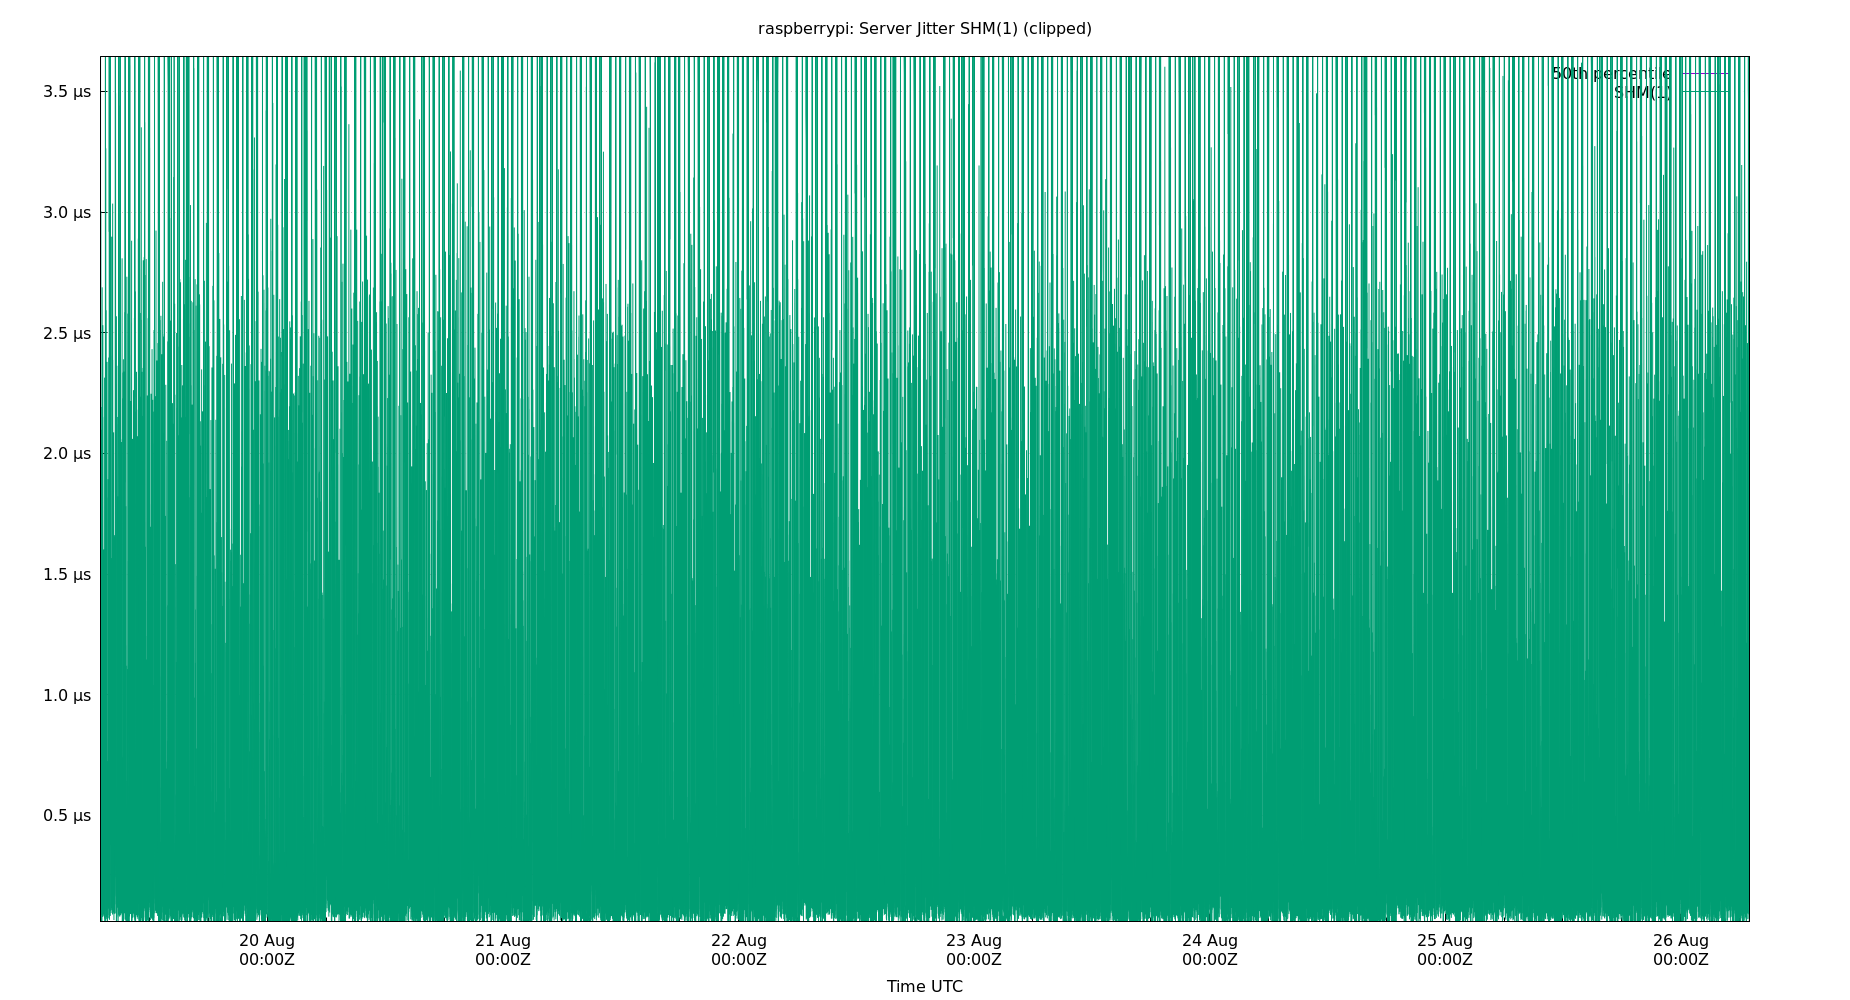 raspberrypi: Server Jitter SHM(1) (clipped)
50th percentile
SHM(1)
3.5 μs
3.0 μs
2.5 μs
2.0 μs
1.5 μs
1.0 μs
0.5 μs
20 Aug 21 Aug 22 Aug 23 Aug 24 Aug 25 Aug 26 Aug
00:00Z 00:00Z 00:00Z 00:00Z 00:00Z 00:00Z 00:00Z
Time UTC